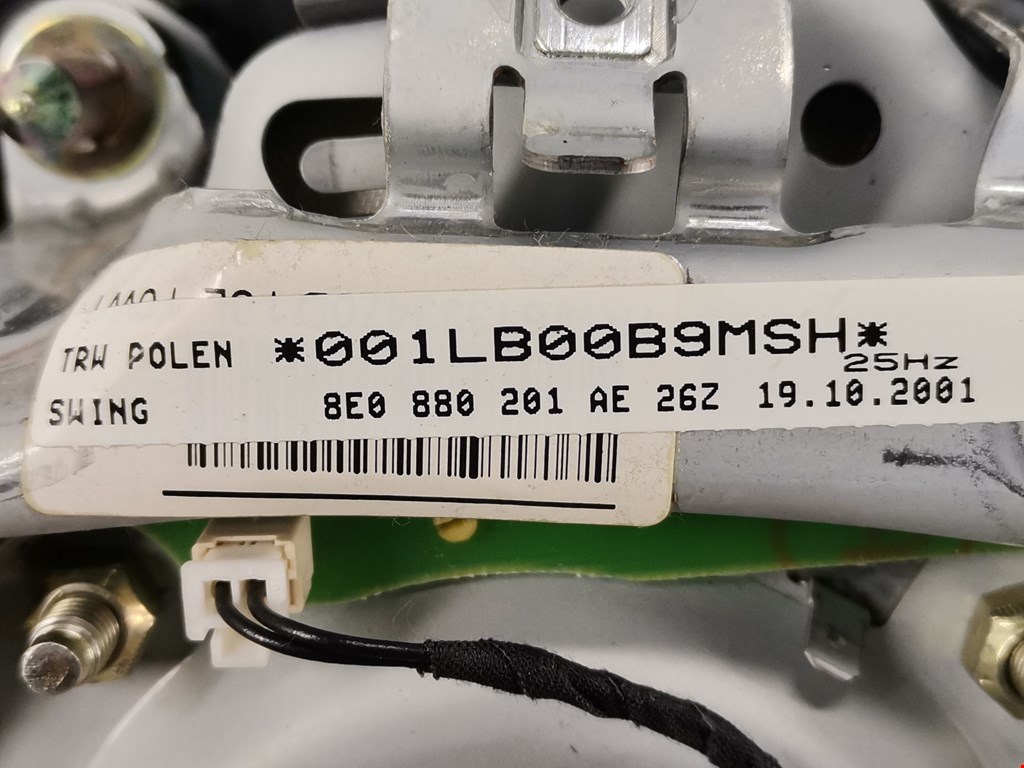 TRW POLEN *001LB00B9MSH*
25Hz
SWING 8E0 880 201 AE 26Z 19.10.2001